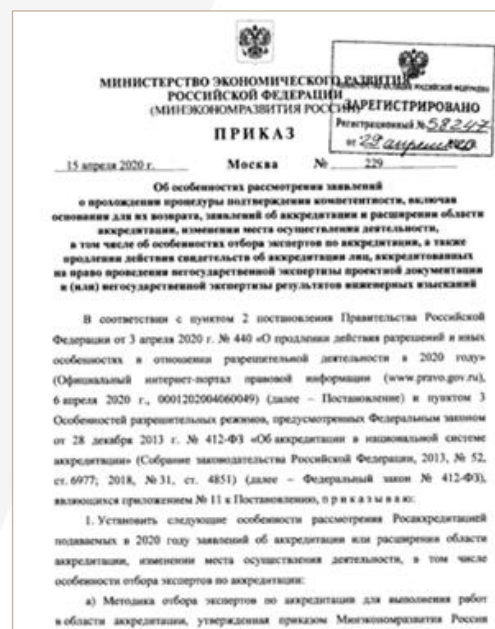 МИНИСТЕРСТВО ЭКОНОМИЧЕСКОГО РАЗВИТИЯ
РОССИЙСКОЙ ФЕДЕРАЦИИ
(МИНЭКОНОМРАЗВИТИЯ РОССИИ)
ЗАРЕГИСТРИРОВАНО
Регистрационный № 58247
от 29 апреля 2020
ПРИКАЗ
15 апреля 2020 г. Москва № 229
Об особенностях рассмотрения заявлений
о прохождении процедуры подтверждения компетентности, включая
основания для их возврата, заявлений об аккредитации и расширении области
аккредитации, изменении места осуществления деятельности,
в том числе об особенностях отбора экспертов по аккредитации, а также
продлении действия свидетельств об аккредитации лиц, аккредитованных
на право проведения негосударственной экспертизы проектной документации
и (или) негосударственной экспертизы результатов инженерных изысканий
В соответствии с пунктом 2 постановления Правительства Российской
Федерации от 3 апреля 2020 г. № 440 «О продлении действия разрешений и иных
особенностях в отношении разрешительной деятельности в 2020 году»
(Официальный интернет-портал правовой информации (www.pravo.gov.ru),
6 апреля 2020 г., 0001202004060049) (далее – Постановление) и пунктом 3
Особенностей разрешительных режимов, предусмотренных Федеральным законом
от 28 декабря 2013 г. № 412-ФЗ «Об аккредитации в национальной системе
аккредитации» (Собрание законодательства Российской Федерации, 2013, № 52,
ст. 6977; 2018, № 31, ст. 4851) (далее – Федеральный закон № 412-ФЗ),
являющихся приложением № 11 к Постановлению, п р и к а з ы в а ю:
1. Установить следующие особенности рассмотрения Росаккредитацией
подаваемых в 2020 году заявлений об аккредитации или расширении области
аккредитации, изменении места осуществления деятельности, в том числе
особенности отбора экспертов по аккредитации:
а) Методика отбора экспертов по аккредитации для выполнения работ
в области аккредитации, утвержденная приказом Минэкономразвития России